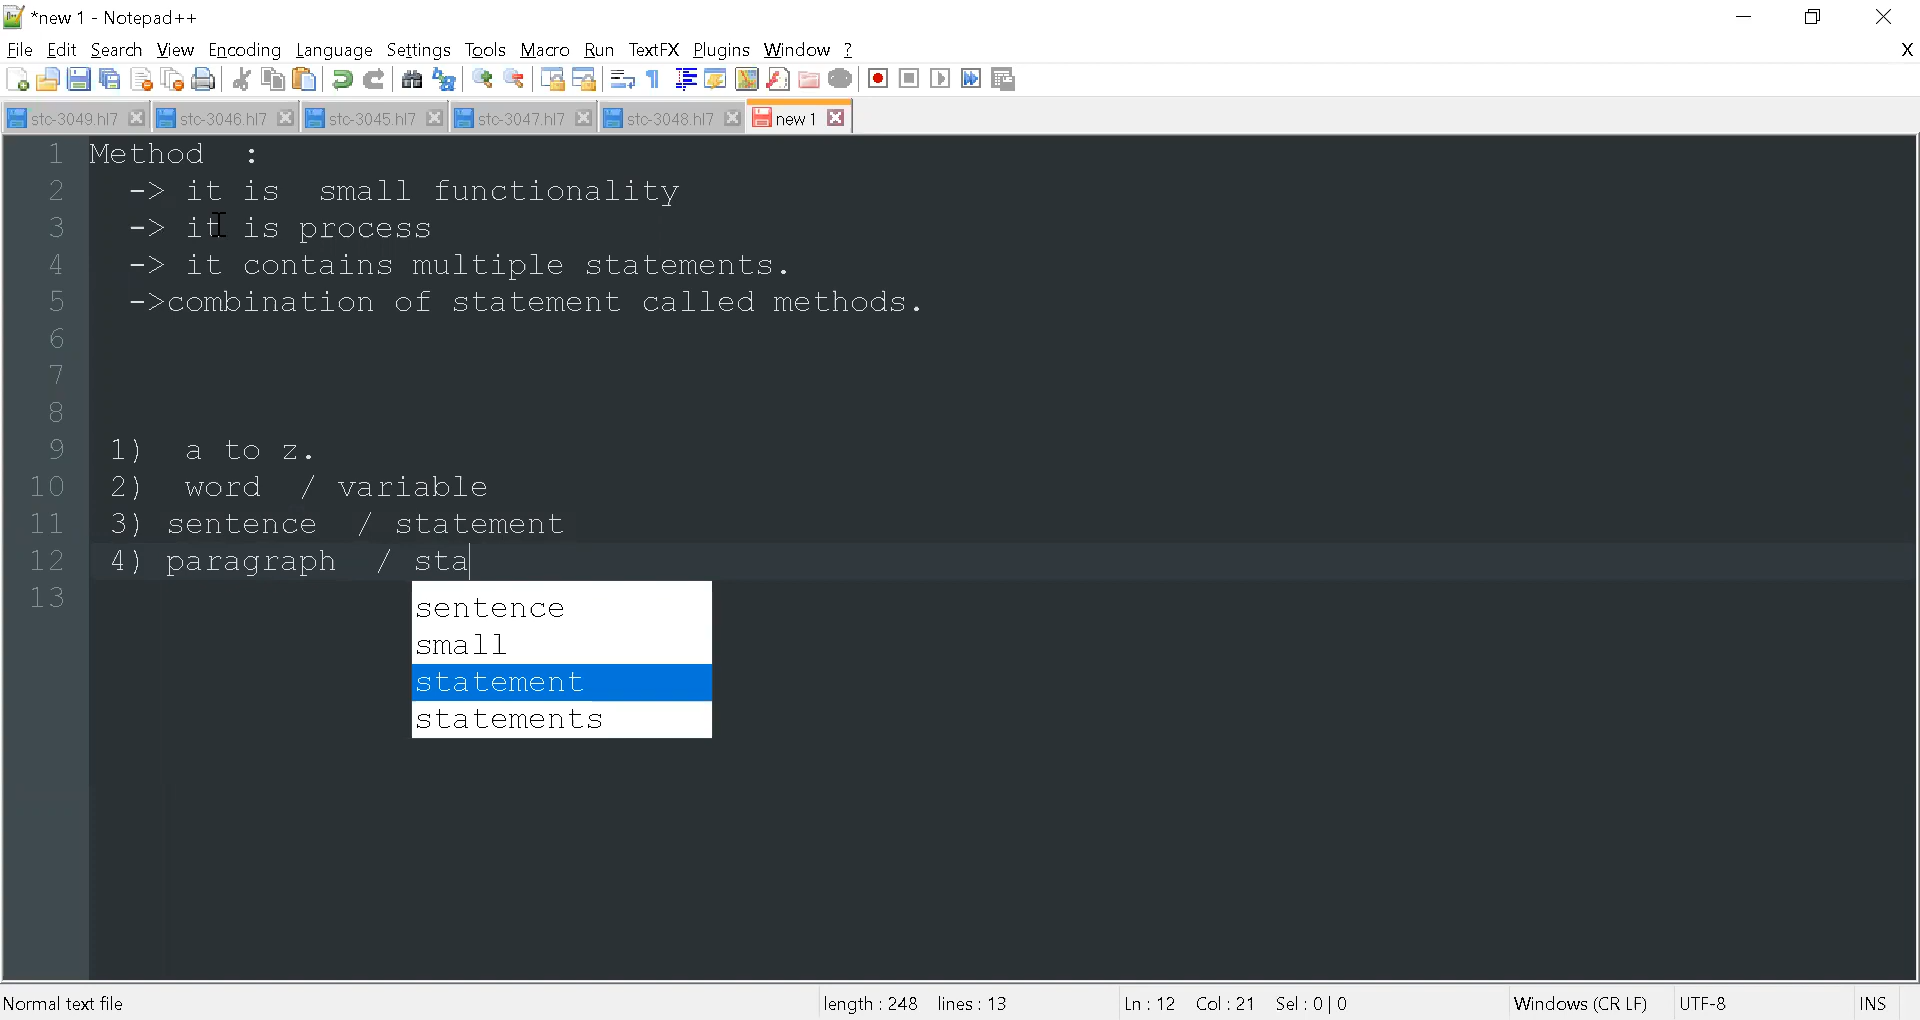 *new 1 - Notepad++
File Edit Search View Encoding Language Settings Tools Macro Run TextFX Plugins Window ? X
stc-3049.hl7 stc-3046.hl7 stc-3045.hl7 stc-3047.hl7 stc-3048.hl7 new 1
1 Method :
2 -> it is small functionality
3 -> it is process
4 -> it contains multiple statements.
5 ->combination of statement called methods.
6
7
8
9 1) a to z.
10 2) word / variable
11 3) sentence / statement
12 4) paragraph / sta
13
sentence
small
statement
statements
Normal text file length : 248 lines : 13 Ln : 12 Col : 21 Sel : 0 | 0 Windows (CR LF) UTF-8 INS